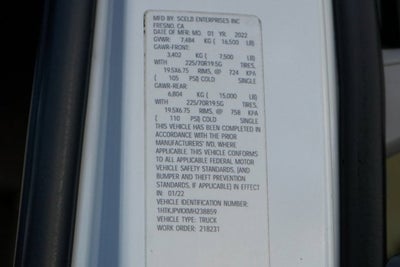 MFD BY: SCELD ENTERPRISES INC
FRESNO, CA
DATE OF MFR: MO. 01 YR. 2022
GVWR: 7,484 KG ( 16,500 LB)
GAWR-FRONT:
3,402 KG ( 7,500 LB)
WITH 225/70R19.5G TIRES,
19.5X6.75 RIMS, @ 724 KPA
( 105 PSI) COLD SINGLE
GAWR-REAR:
6,804 KG ( 15,000 LB)
WITH 225/70R19.5G TIRES,
19.5X6.75 RIMS, @ 758 KPA
( 110 PSI) COLD SINGLE
THIS VEHICLE HAS BEEN COMPLETED IN
ACCORDANCE WITH THE PRIOR
MANUFACTURERS' IVD, WHERE
APPLICABLE. THIS VEHICLE CONFORMS
TO ALL APPLICABLE FEDERAL MOTOR
VEHICLE SAFETY STANDARDS, (AND
BUMPER AND THEFT PREVENTION
STANDARDS, IF APPLICABLE) IN EFFECT
IN: 01/22
VEHICLE IDENTIFICATION NUMBER:
VEHICLE TYPE: TRUCK
WORK ORDER: 218231